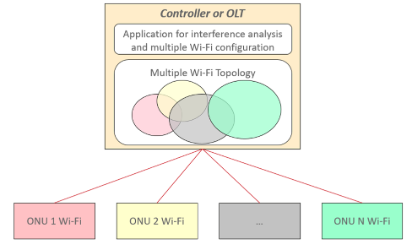 Controller or OLT
Application for interference analysis
and multiple Wi-Fi configuration
Multiple Wi-Fi Topology
ONU 1 Wi-Fi
ONU 2 Wi-Fi
...
ONU N Wi-Fi